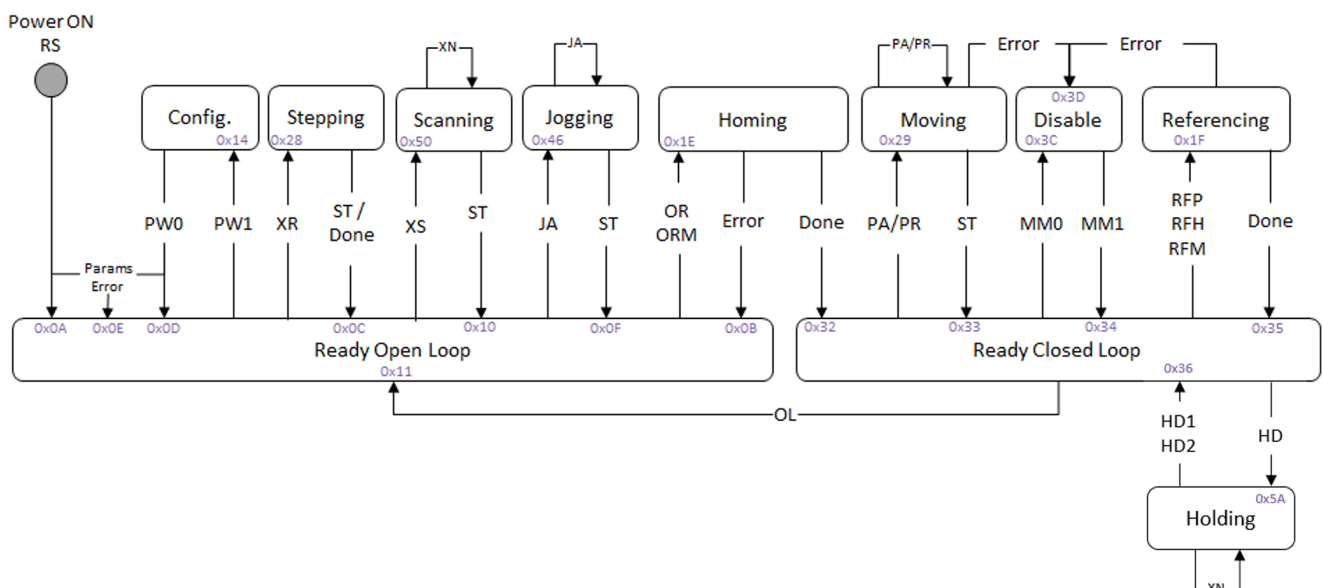 Power ON
RS
XN
JA
PA/PR
Error
Error
Config.
0x14
Stepping
0x28
Scanning
0x50
Jogging
0x46
Homing
0x1E
Moving
0x29
0x3D
Disable
0x3C
Referencing
0x1F
PW0
PW1
XR
ST /
Done
XS
ST
JA
ST
OR
ORM
Error
Done
PA/PR
ST
MM0
MM1
RFP
RFH
RFM
Done
Params
Error
0x0A
0x0E
0x0D
0x0C
0x10
0x0F
0x0B
Ready Open Loop
0x11
0x32
0x33
0x34
0x35
Ready Closed Loop
0x36
OL
HD1
HD2
HD
0x5A
Holding
XN